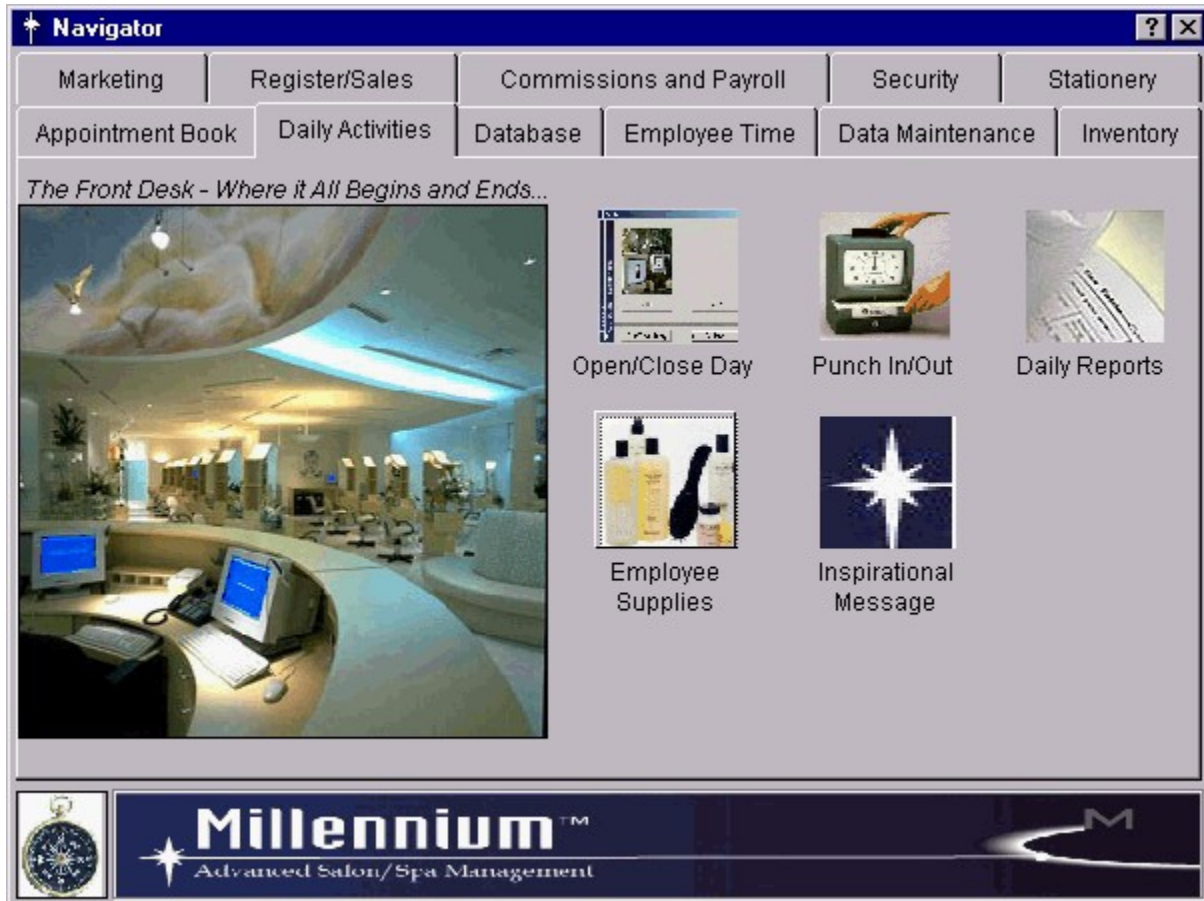 Navigator
Marketing
Register/Sales
Commissions and Payroll
Security
Stationery
Appointment Book
Daily Activities
Database
Employee Time
Data Maintenance
Inventory
The Front Desk - Where it All Begins and Ends...
Open/Close Day
Punch In/Out
Daily Reports
Employee
Supplies
Inspirational
Message
Millennium™
Advanced Salon/Spa Management
M